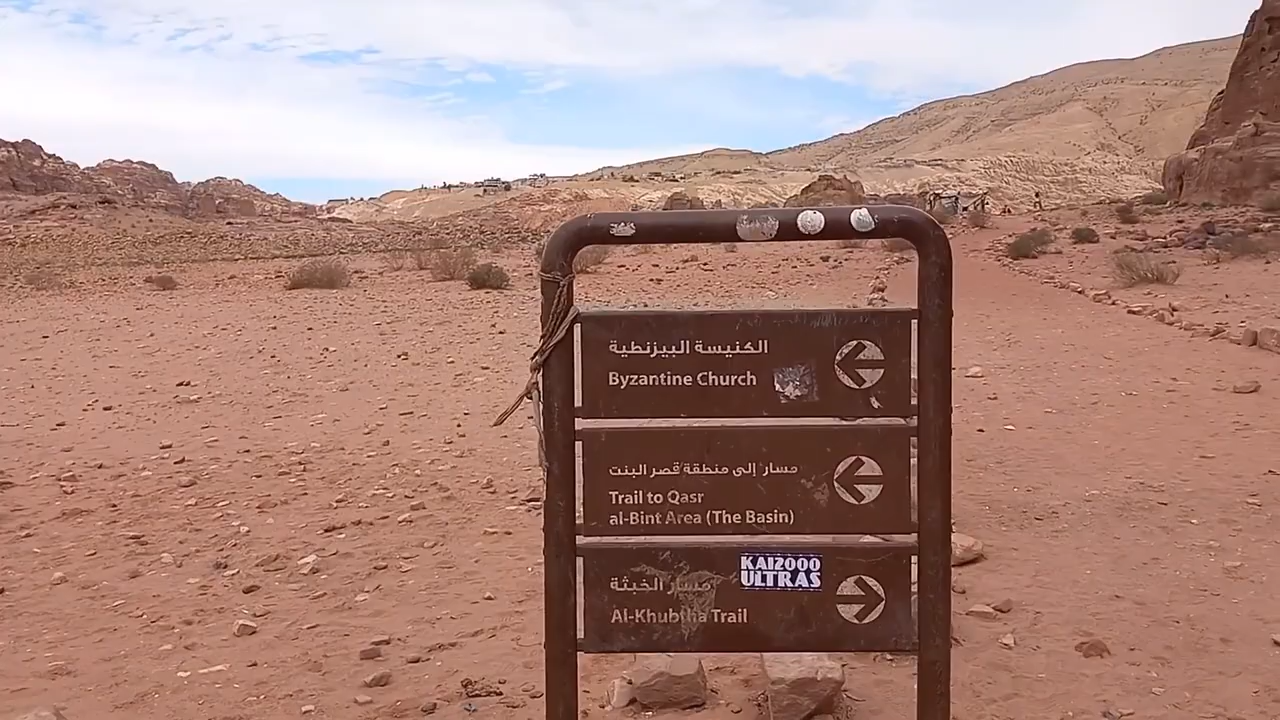 الكنيسة البيزنطية
Byzantine Church
مسار إلى منطقة قصر البنت
Trail to Qasr
al-Bint Area (The Basin)
KAI2000
ULTRAS
مسار الخبثة
Al-Khubtha Trail